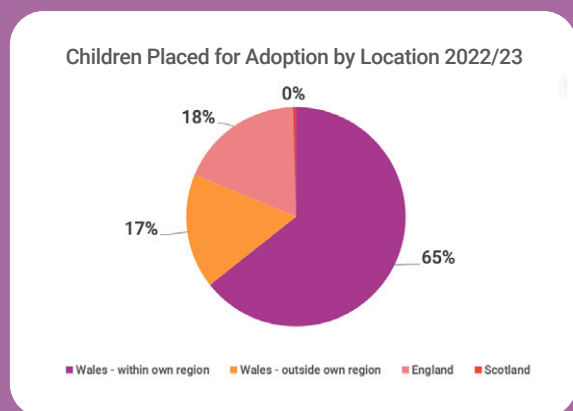 Children Placed for Adoption by Location 2022/23
0%
18%
17%
65%
Wales - within own region Wales - outside own region England Scotland